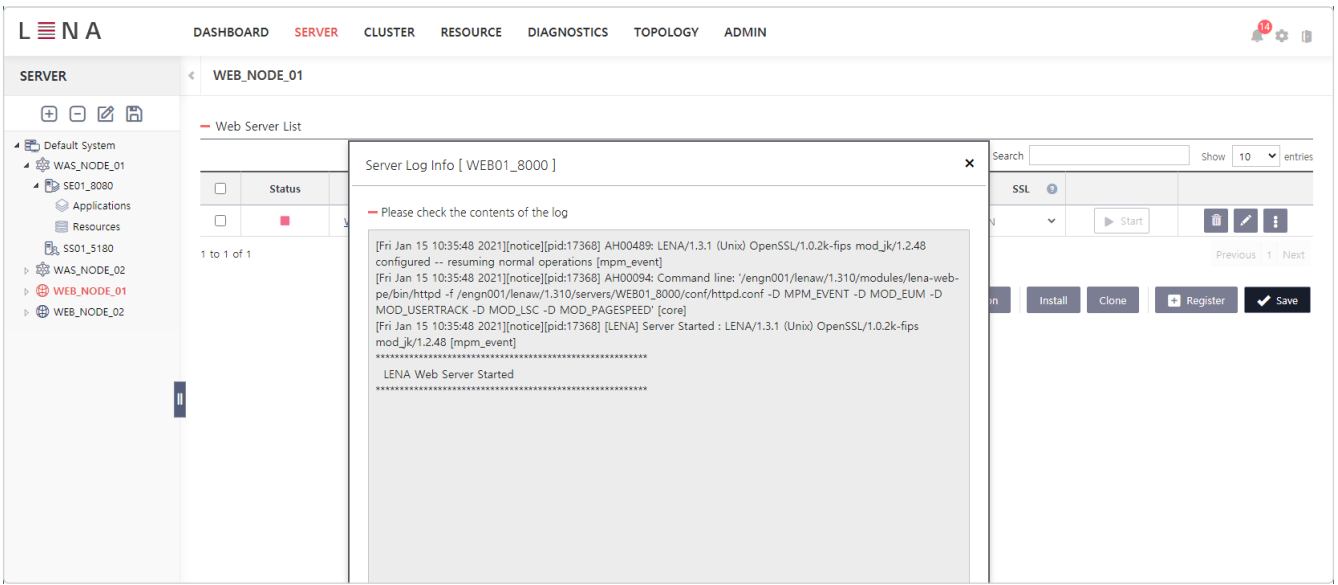 LENA
DASHBOARD SERVER CLUSTER RESOURCE DIAGNOSTICS TOPOLOGY ADMIN
14
SERVER
WEB_NODE_01
Default System
WAS_NODE_01
SE01_8080
Applications
Resources
SS01_5180
WAS_NODE_02
WEB_NODE_01
WEB_NODE_02
Web Server List
Search
Show 10 entries
Status
SSL
Start
1 to 1 of 1
Previous 1 Next
Install Clone Register Save
Server Log Info [ WEB01_8000 ]
Please check the contents of the log
[Fri Jan 15 10:35:48 2021][notice][pid:17368] AH00489: LENA/1.3.1 (Unix) OpenSSL/1.0.2k-fips mod_jk/1.2.48
configured -- resuming normal operations [mpm_event]
[Fri Jan 15 10:35:48 2021][notice][pid:17368] AH00094: Command line: '/engn001/lenaw/1.310/modules/lena-web-
pe/bin/httpd -f /engn001/lenaw/1.310/servers/WEB01_8000/conf/httpd.conf -D MPM_EVENT -D MOD_EUM -D
MOD_USERTRACK -D MOD_LSC -D MOD_PAGESPEED' [core]
[Fri Jan 15 10:35:48 2021][notice][pid:17368] [LENA] Server Started : LENA/1.3.1 (Unix) OpenSSL/1.0.2k-fips
mod_jk/1.2.48 [mpm_event]
*********************************************************
LENA Web Server Started
*********************************************************